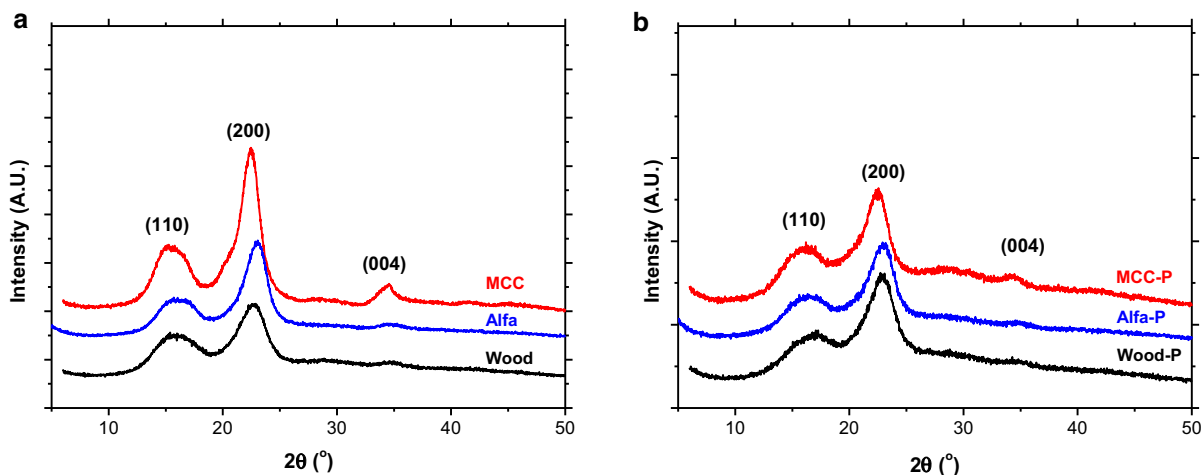 a
(200)
(110)
(004)
MCC
Alfa
Wood
Intensity (A.U.)
10 20 30 40 50
2θ (°)
b
(200)
(110)
(004)
MCC-P
Alfa-P
Wood-P
Intensity (A.U.)
10 20 30 40 50
2θ (°)